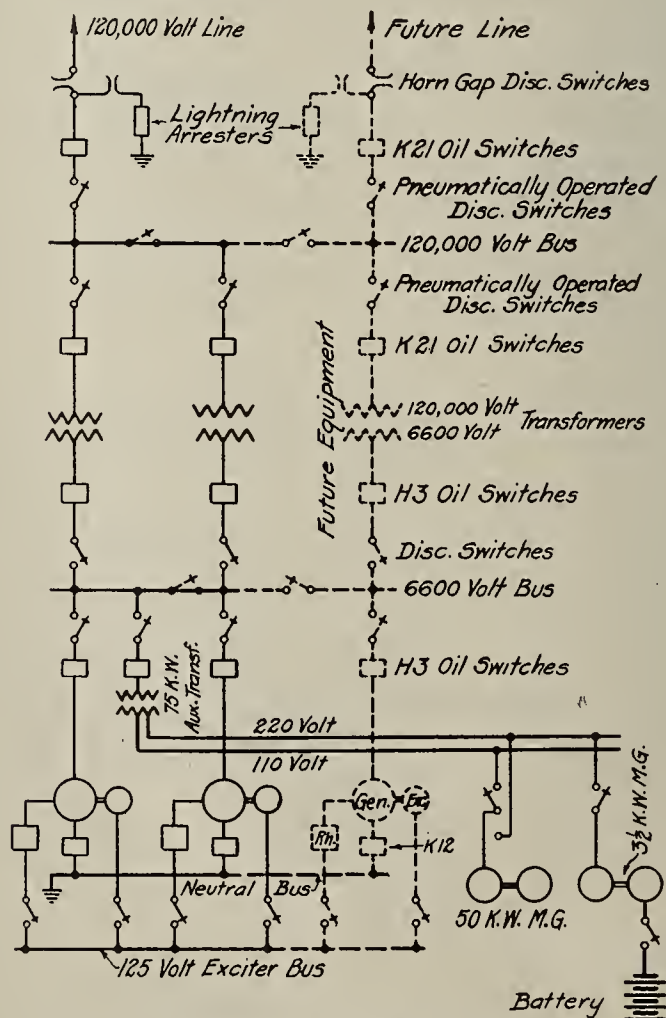 120,000 Volt Line
Future Line
Horn Gap Disc. Switches
Lightning
Arresters
K21 Oil Switches
Pneumatically Operated
Disc. Switches
120,000 Volt Bus
Pneumatically Operated
Disc. Switches
K21 Oil Switches
Future Equipment
120,000 Volt
6600 Volt
Transformers
H3 Oil Switches
Disc. Switches
6600 Volt Bus
H3 Oil Switches
75 K.W.
Aux. Transf.
220 Volt
110 Volt
Gen.
Ex.
Rh.
K12
3½ K.W. M.G.
Neutral Bus
50 K.W. M.G.
125 Volt Exciter Bus
Battery